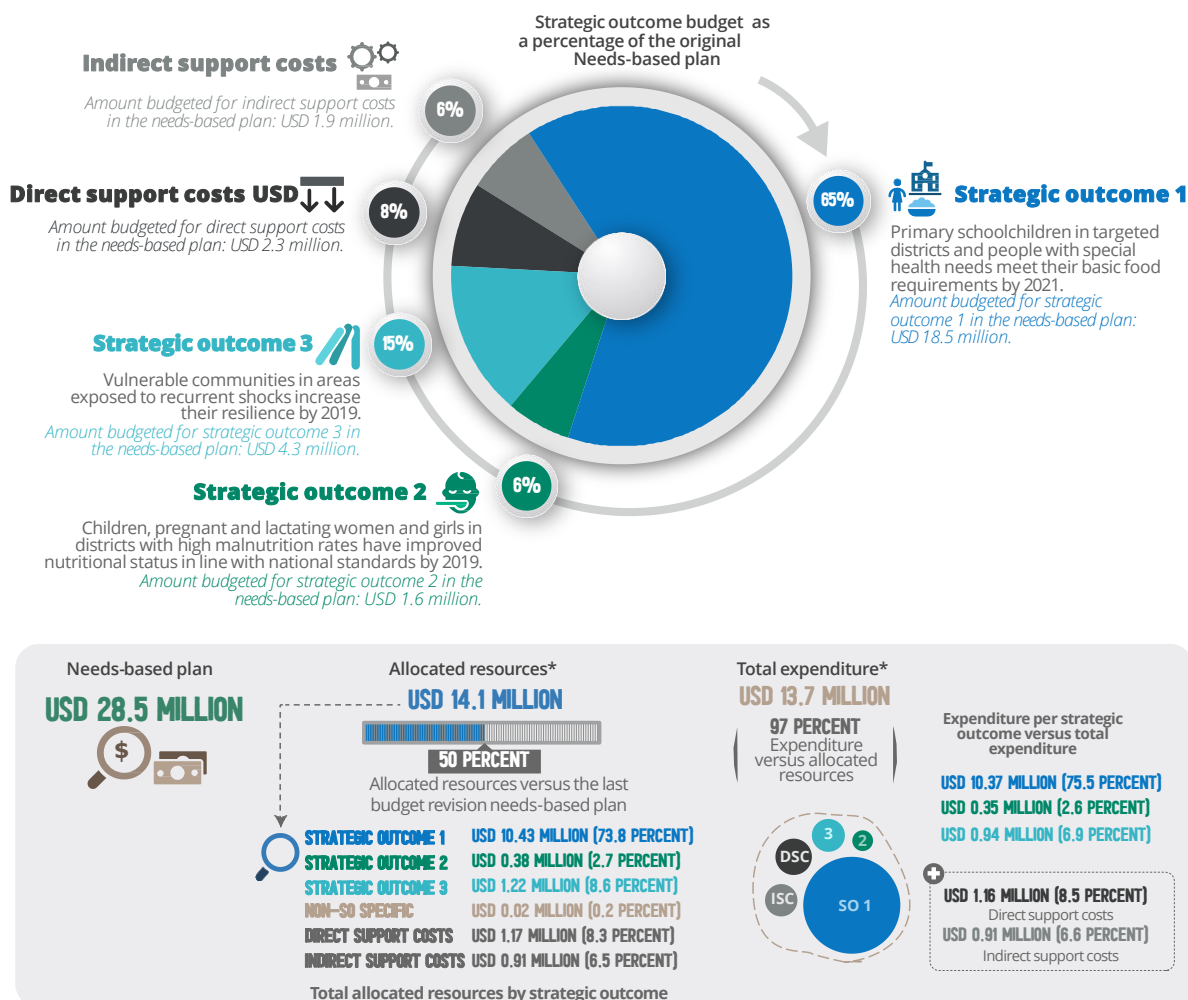 Strategic outcome budget as
a percentage of the original
Needs-based plan
Indirect support costs
Amount budgeted for indirect support costs
in the needs-based plan: USD 1.9 million.
6%
Direct support costs USD
Amount budgeted for direct support costs
in the needs-based plan: USD 2.3 million.
8%
65%
Strategic outcome 1
Primary schoolchildren in targeted
districts and people with special
health needs meet their basic food
requirements by 2021.
Amount budgeted for strategic
outcome 1 in the needs-based plan:
USD 18.5 million.
Strategic outcome 3
15%
Vulnerable communities in areas
exposed to recurrent shocks increase
their resilience by 2019.
Amount budgeted for strategic outcome 3 in
the needs-based plan: USD 4.3 million.
Strategic outcome 2
6%
Children, pregnant and lactating women and girls in
districts with high malnutrition rates have improved
nutritional status in line with national standards by 2019.
Amount budgeted for strategic outcome 2 in the
needs-based plan: USD 1.6 million.
Needs-based plan
USD 28.5 MILLION
$
Allocated resources*
USD 14.1 MILLION
50 PERCENT
Allocated resources versus the last
budget revision needs-based plan
STRATEGIC OUTCOME 1 USD 10.43 MILLION (73.8 PERCENT)
STRATEGIC OUTCOME 2 USD 0.38 MILLION (2.7 PERCENT)
STRATEGIC OUTCOME 3 USD 1.22 MILLION (8.6 PERCENT)
NON-SO SPECIFIC USD 0.02 MILLION (0.2 PERCENT)
DIRECT SUPPORT COSTS USD 1.17 MILLION (8.3 PERCENT)
INDIRECT SUPPORT COSTS USD 0.91 MILLION (6.5 PERCENT)
Total allocated resources by strategic outcome
Total expenditure*
USD 13.7 MILLION
97 PERCENT
Expenditure
versus allocated
resources
3
2
DSC
ISC
SO 1
Expenditure per strategic
outcome versus total
expenditure
USD 10.37 MILLION (75.5 PERCENT)
USD 0.35 MILLION (2.6 PERCENT)
USD 0.94 MILLION (6.9 PERCENT)
USD 1.16 MILLION (8.5 PERCENT)
Direct support costs
USD 0.91 MILLION (6.6 PERCENT)
Indirect support costs